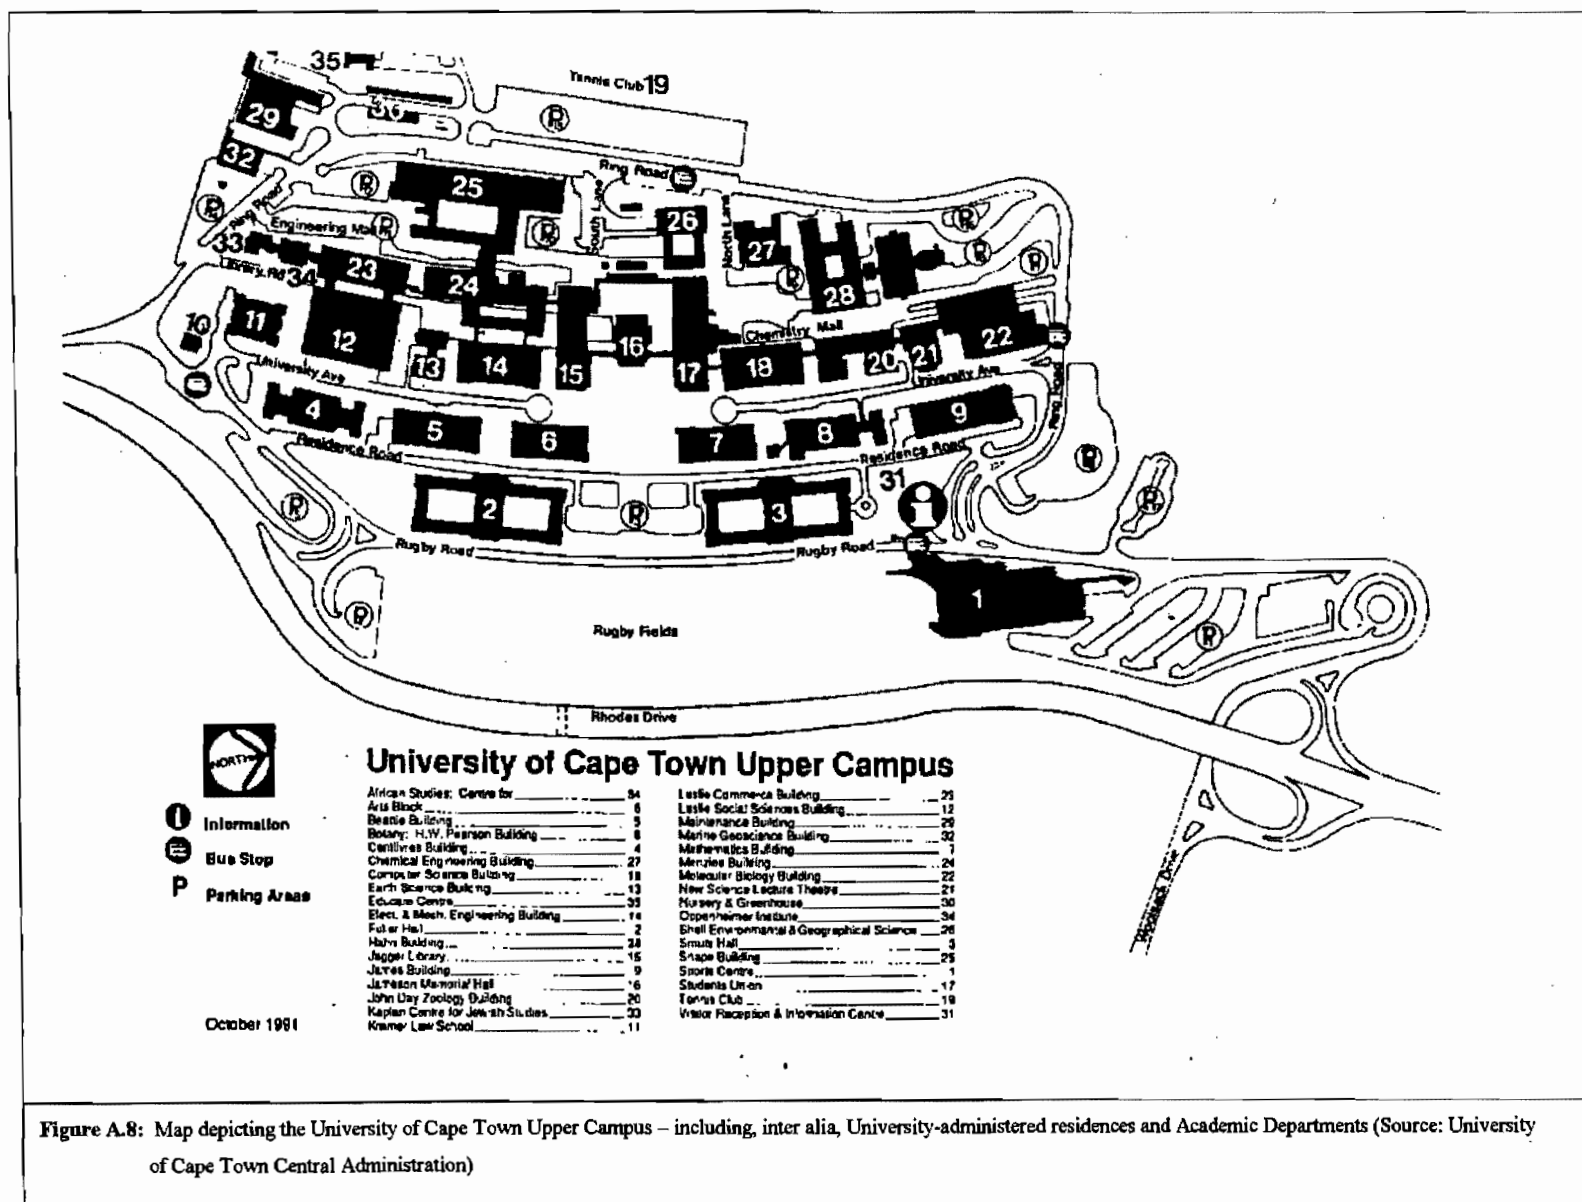 35
Tennis Club 19
29
30
32
Ring Road
25
South Lane
26
North Lane
Ring Road
Engineering Mall
27
33
Library Rd 34
23
24
28
10
11
12
13
14
15
16
17
Chemistry Mall
18
20
21
22
University Ave
University Ave
Ring Road
4
5
6
7
8
9
Residence Road
Residence Road
31
2
3
Rugby Road
Rugby Road
1
Rugby Fields
Rhodes Drive
Woolsack Drive
NORTH
Information
Bus Stop
P Parking Areas
October 1991
University of Cape Town Upper Campus
African Studies: Centre for 34
Arts Block 6
Beattie Building 5
Botany: H.W. Pearson Building 8
Centlivres Building 4
Chemical Engineering Building 27
Computer Science Building 18
Earth Science Building 13
Educare Centre 35
Elect. & Mech. Engineering Building 14
Fuller Hall 2
Hahn Building
Jagger Library 15
James Building 9
Jameson Memorial Hall 16
John Day Zoology Building 20
Kaplan Centre for Jewish Studies 33
Kramer Law School 11
Leslie Commerce Building 23
Leslie Social Sciences Building 12
Maintenance Building 29
Marine Geoscience Building 32
Mathematics Building 7
Menzies Building 24
Molecular Biology Building 22
New Science Lecture Theatre 21
Nursery & Greenhouse 30
Oppenheimer Institute 34
Shell Environmental & Geographical Science 26
Smuts Hall 3
Snape Building 25
Sports Centre 1
Students Union 17
Tennis Club 19
Visitor Reception & Information Centre 31
Figure A.8: Map depicting the University of Cape Town Upper Campus – including, inter alia, University-administered residences and Academic Departments (Source: University
of Cape Town Central Administration)